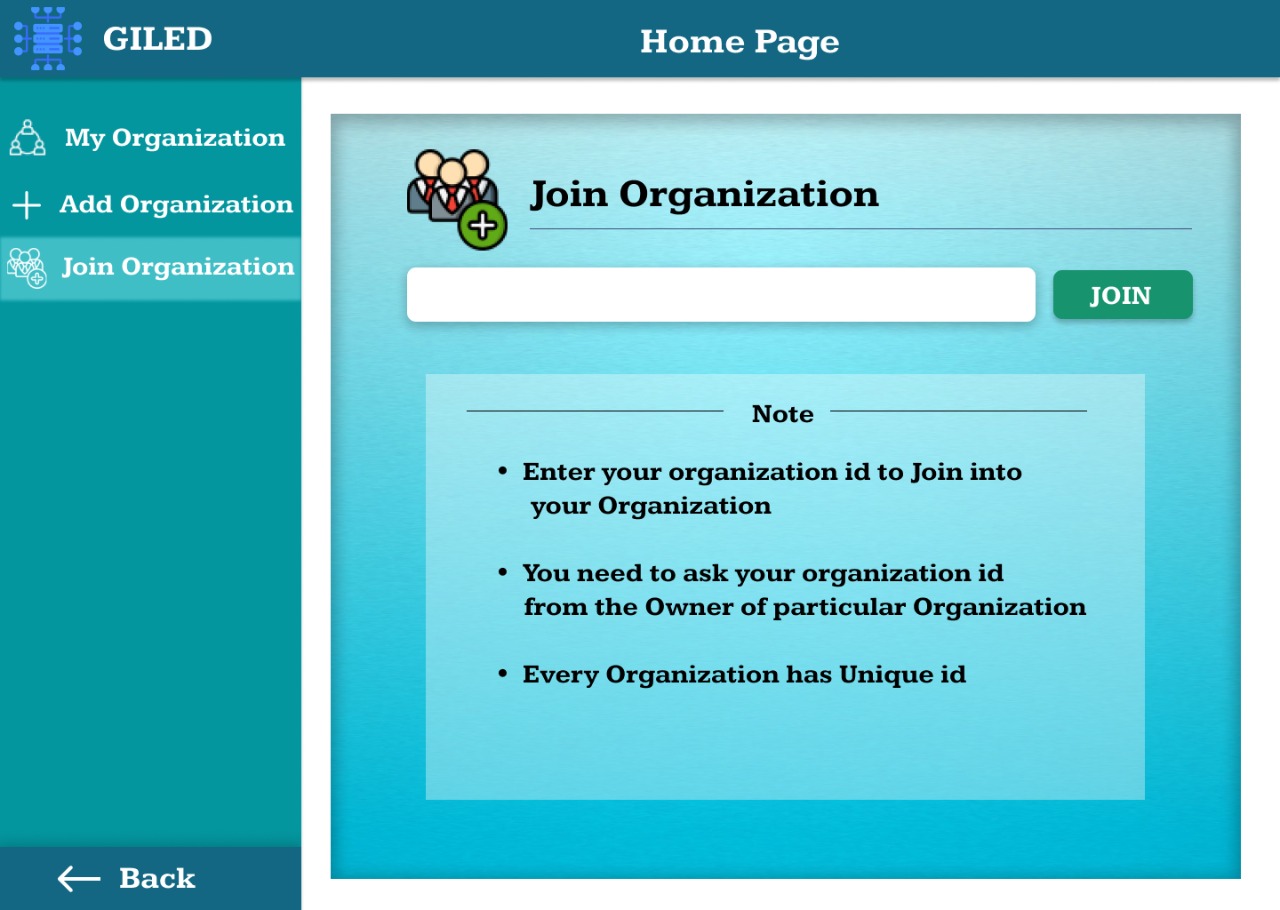 GILED
Home Page
My Organization
Add Organization
Join Organization
Back
Join Organization
JOIN
Note
• Enter your organization id to Join into
your Organization
• You need to ask your organization id
from the Owner of particular Organization
• Every Organization has Unique id